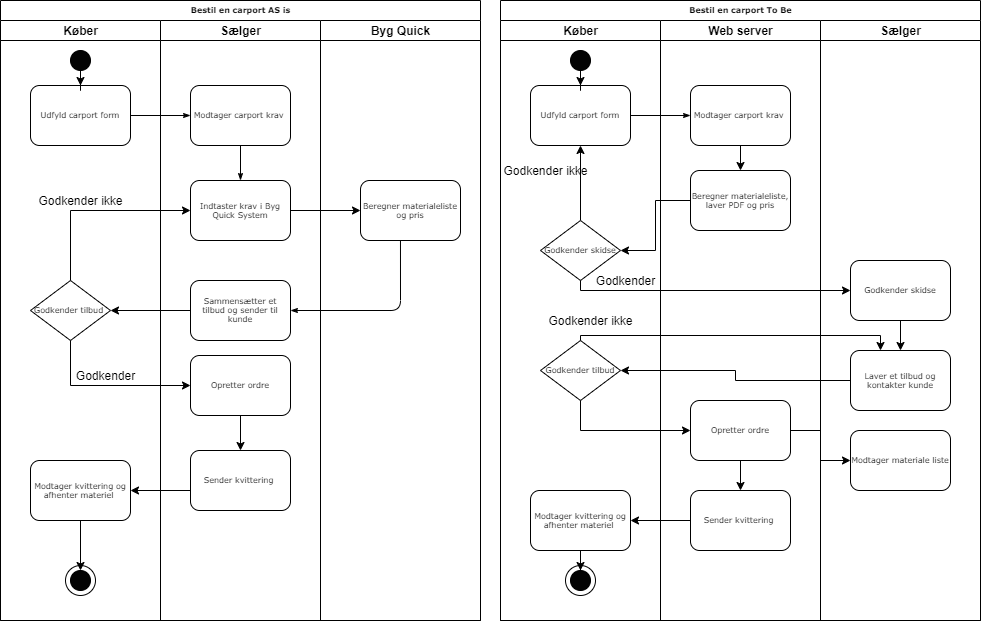 Bestil en carport AS is
Køber
Sælger
Byg Quick
Udfyld carport form
Modtager carport krav
Godkender ikke
Indtaster krav i Byg
Quick System
Beregner materialeliste
og pris
Godkender tilbud
Sammensætter et
tilbud og sender til
kunde
Godkender
Opretter ordre
Sender kvittering
Modtager kvittering og
afhenter materiel
Bestil en carport To Be
Køber
Web server
Sælger
Udfyld carport form
Modtager carport krav
Godkender ikke
Beregner materialeliste,
laver PDF og pris
Godkender skidse
Godkender
Godkender skidse
Godkender ikke
Godkender tilbud
Laver et tilbud og
kontakter kunde
Opretter ordre
Modtager materiale liste
Modtager kvittering og
afhenter materiel
Sender kvittering